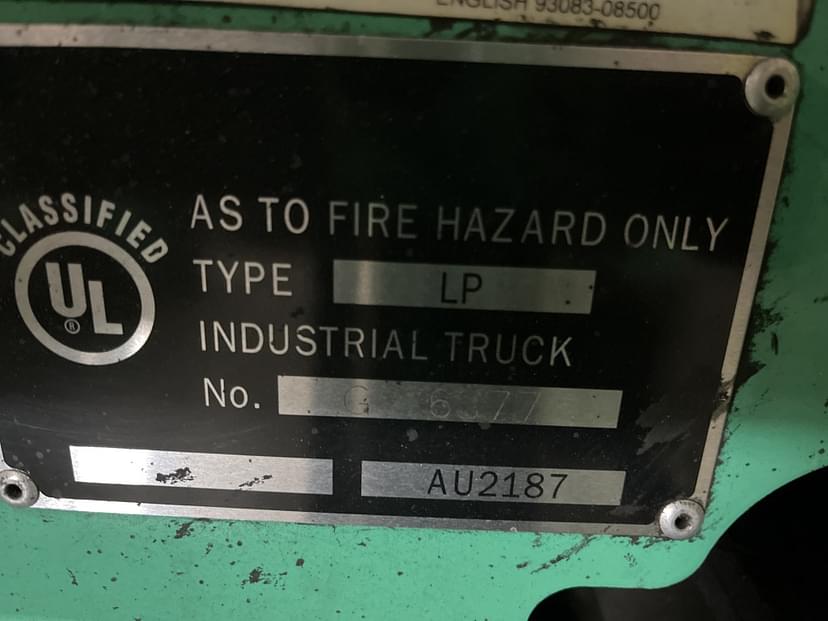 ENGLISH 93083-08500
CLASSIFIED
UL
®
AS TO FIRE HAZARD ONLY
TYPE LP
INDUSTRIAL TRUCK
No.
AU2187